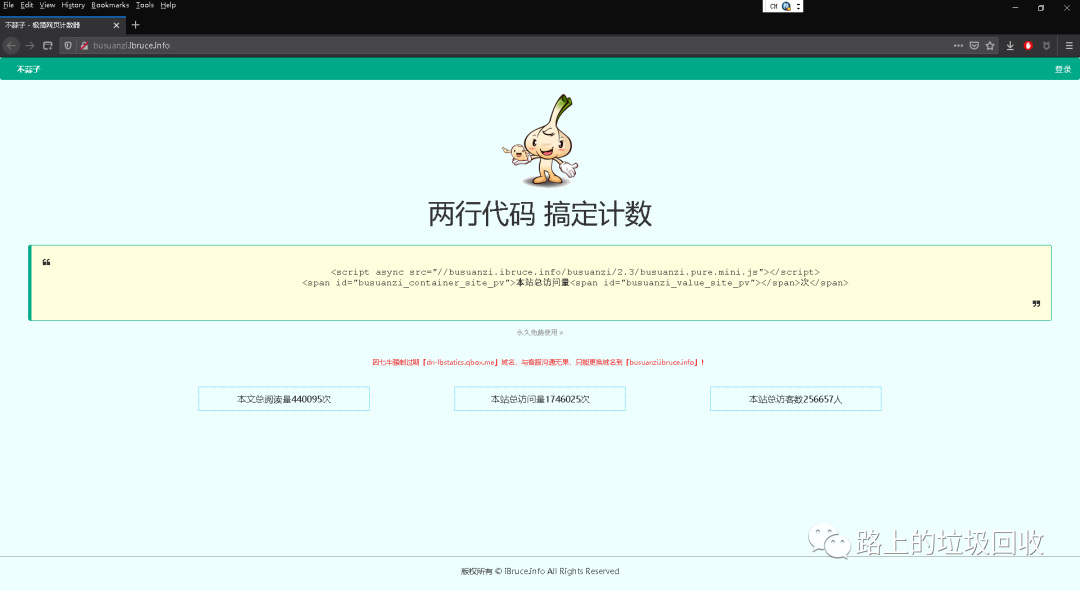 File Edit View History Bookmarks Tools Help
CH
不蒜子 - 极简网页计数器
busuanzi.ibruce.info
不蒜子
登录
两行代码 搞定计数
<script async src="//busuanzi.ibruce.info/busuanzi/2.3/busuanzi.pure.mini.js"></script>
<span id="busuanzi_container_site_pv">本站总访问量<span id="busuanzi_value_site_pv"></span>次</span>
永久免费使用 »
因七牛强制过期『dn-lbstatics.qbox.me』域名，与客服沟通无果，只能更换域名到『busuanzi.ibruce.info』！
本文总阅读量440095次
本站总访问量1746025次
本站总访客数256657人
路上的垃圾回收
版权所有 © iBruce.info All Rights Reserved